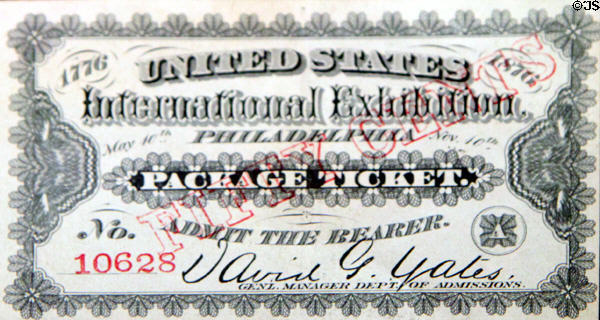 ©JS
1776 UNITED STATES 1876
International Exhibition.
May 10th PHILADELPHIA Nov. 10th
FIFTY CENTS
PACKAGE TICKET.
No. ADMIT THE BEARER. A
10628 David G. Yates.
GENL. MANAGER DEPT. OF ADMISSIONS.